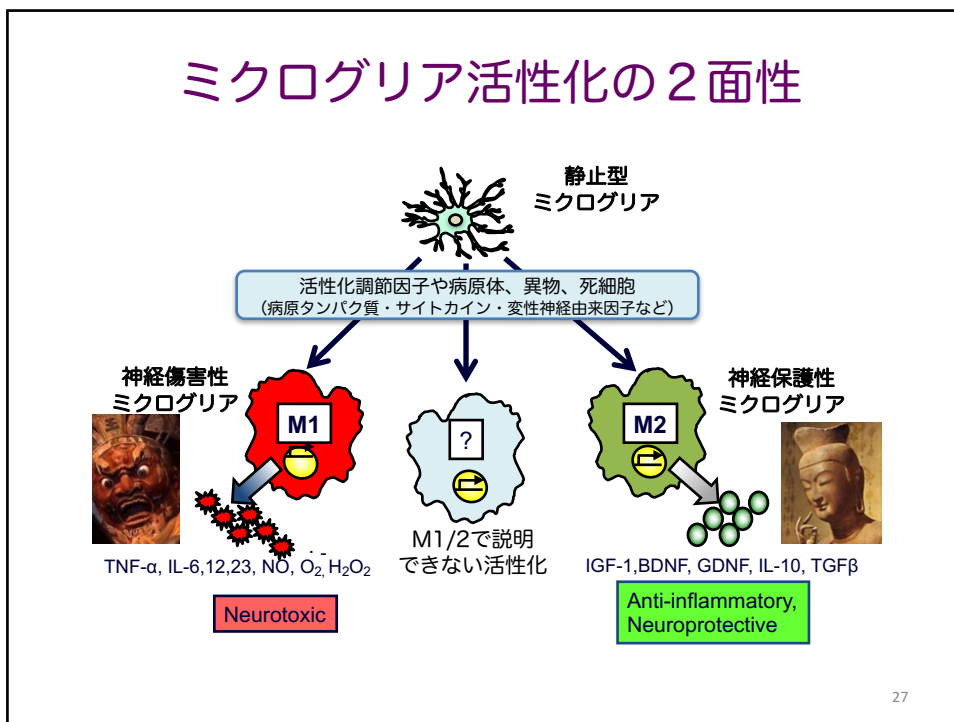 ミクログリア活性化の２面性
静止型
ミクログリア
活性化調節因子や病原体、異物、死細胞
（病原タンパク質・サイトカイン・変性神経由来因子など）
神経傷害性
ミクログリア
M1
?
M1/2で説明
できない活性化
神経保護性
ミクログリア
M2
TNF-α, IL-6,12,23, NO, O₂·⁻, H₂O₂
IGF-1,BDNF, GDNF, IL-10, TGFβ
Neurotoxic
Anti-inflammatory,
Neuroprotective
27